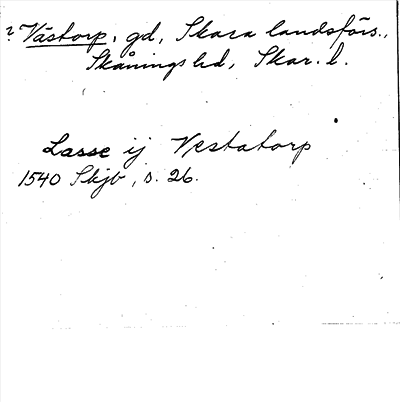 ? Västorp, gd, Skara landsförs.,
Skånings hd, Skar. l.
Lasse ij Vestatorp
1540 Skjb, s. 26.